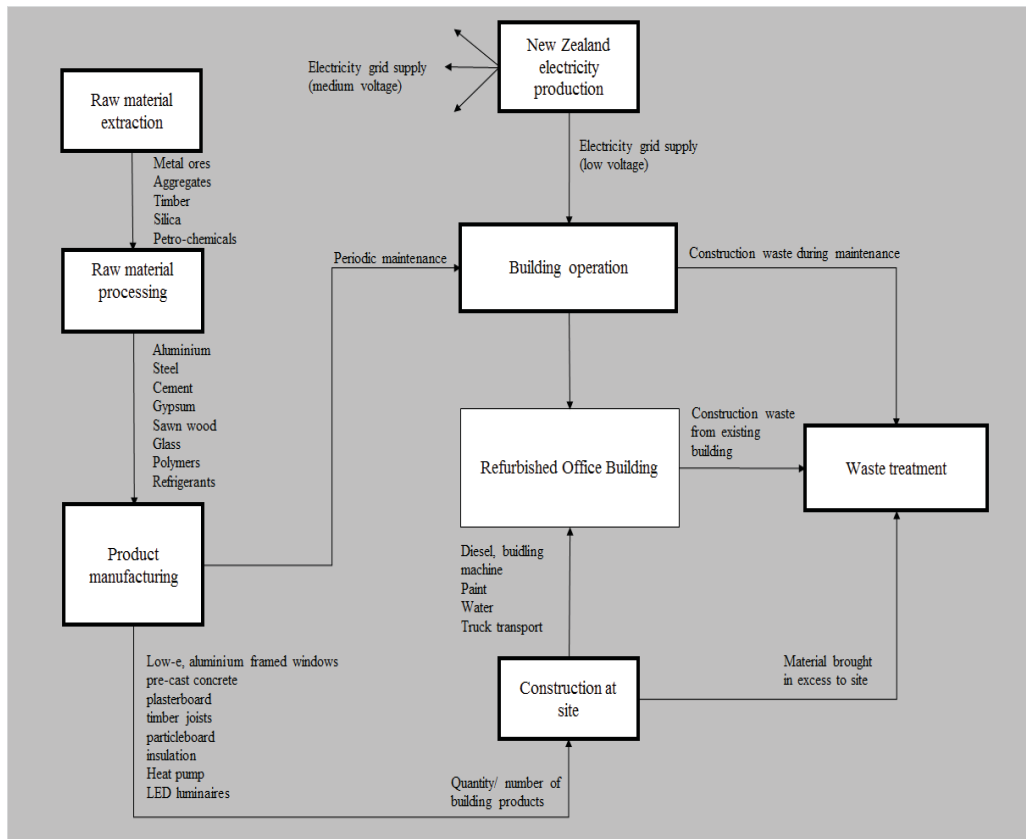 New Zealand
electricity
production
Electricity grid supply
(medium voltage)
Raw material
extraction
Electricity grid supply
(low voltage)
Metal ores
Aggregates
Timber
Silica
Petro-chemicals
Raw material
processing
Periodic maintenance
Building operation
Construction waste during maintenance
Aluminium
Steel
Cement
Gypsum
Sawn wood
Glass
Polymers
Refrigerants
Refurbished Office Building
Construction waste
from existing
building
Waste treatment
Product
manufacturing
Diesel, buidling
machine
Paint
Water
Truck transport
Low-e, aluminium framed windows
pre-cast concrete
plasterboard
timber joists
particleboard
insulation
Heat pump
LED luminaires
Construction at
site
Material brought
in excess to site
Quantity/ number of
building products